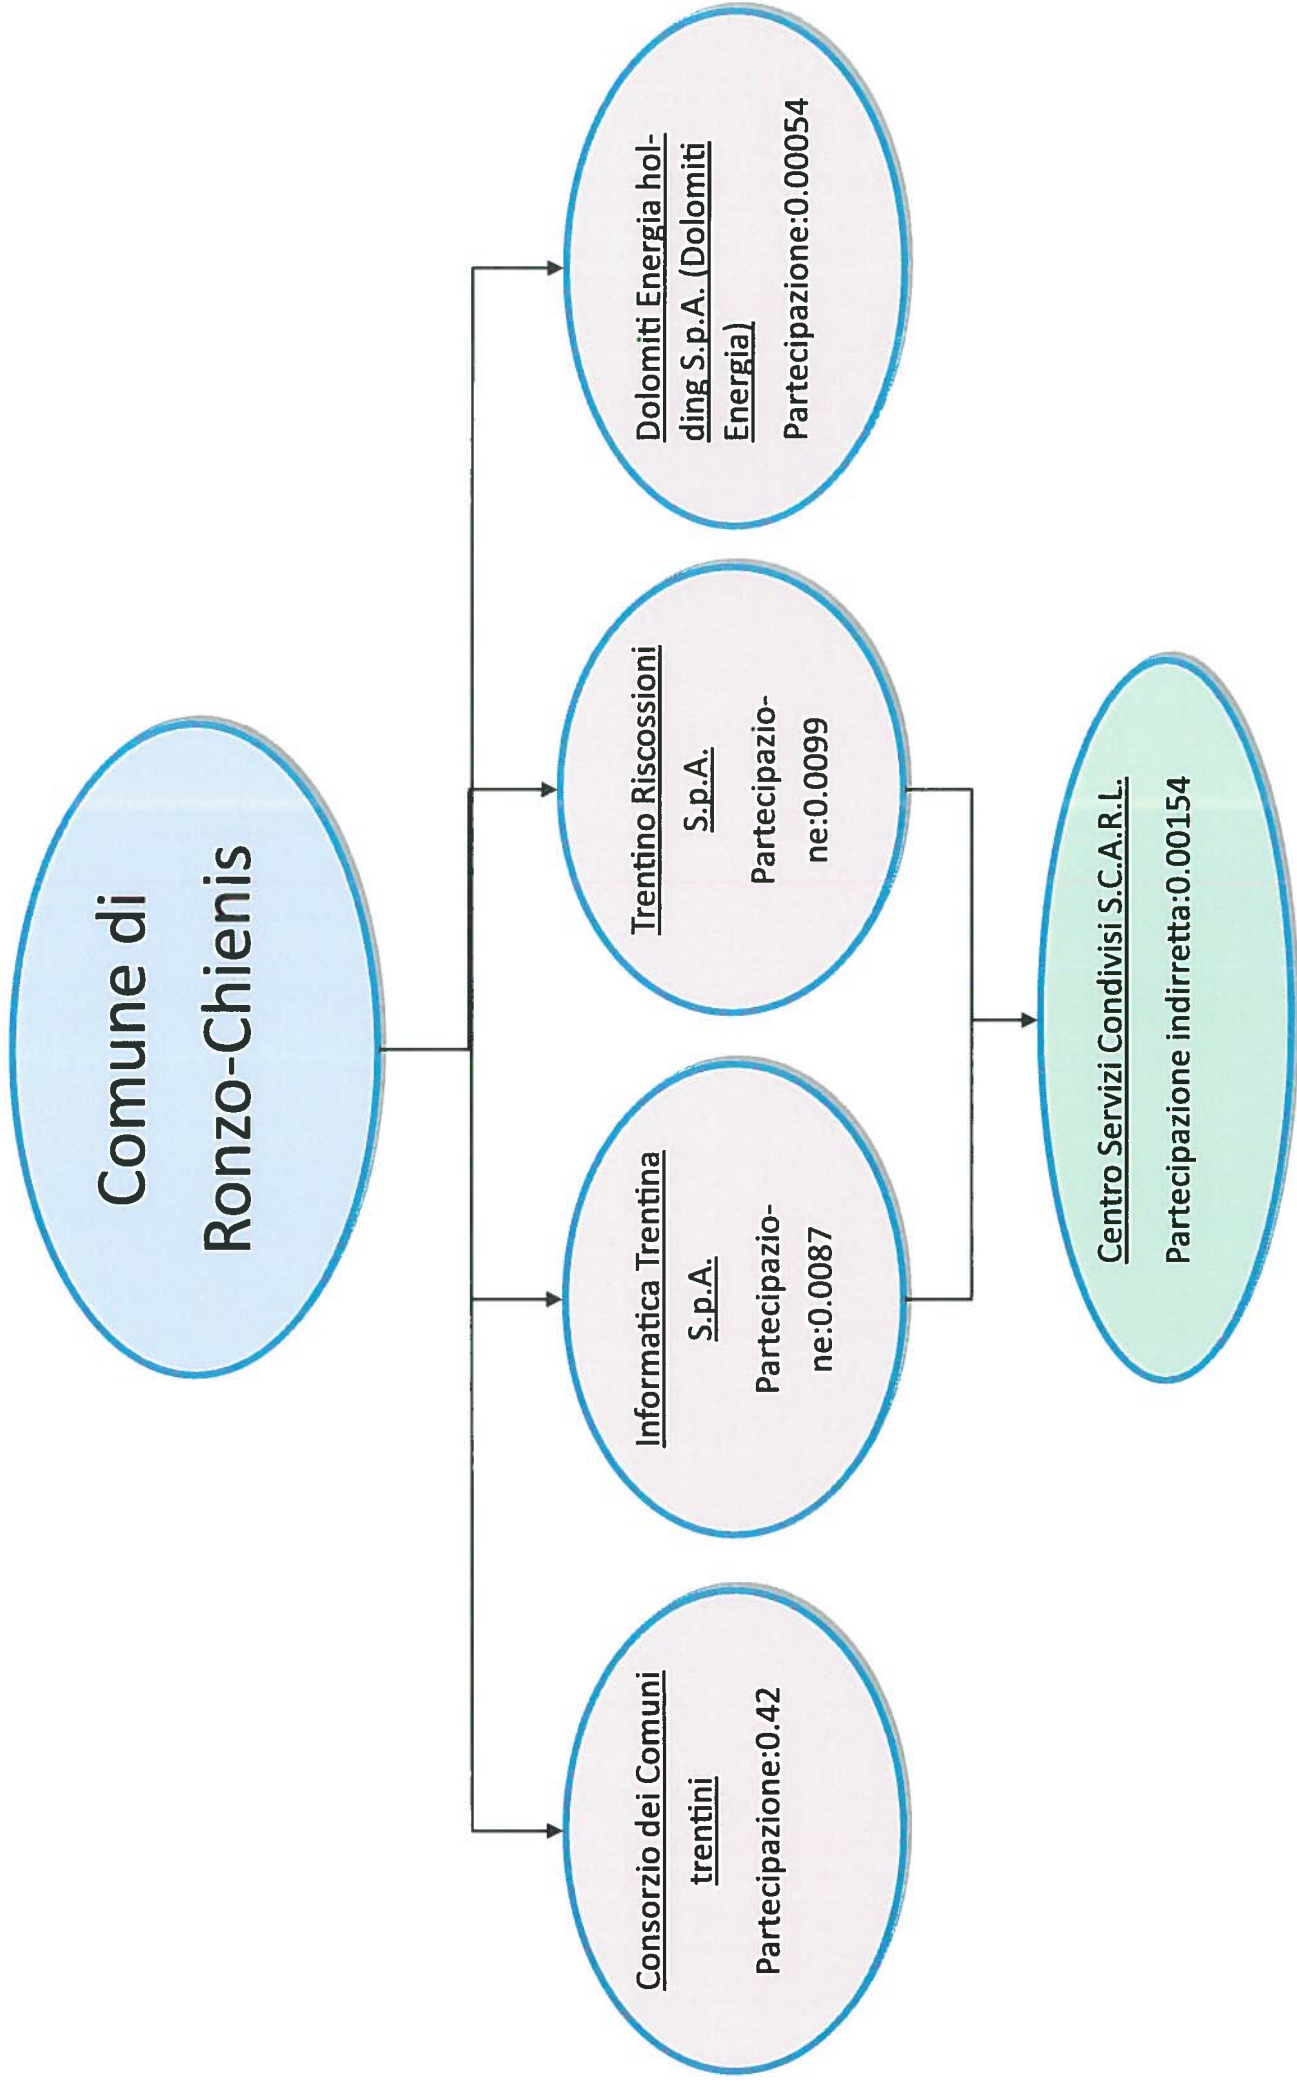 Comune di
Ronzo-Chienis
Consorzio dei Comuni
trentini
Partecipazione:0.42
Informatica Trentina
S.p.A.
Partecipazio-
ne:0.0087
Trentino Riscossioni
S.p.A.
Partecipazio-
ne:0.0099
Dolomiti Energia hol-
ding S.p.A. (Dolomiti
Energia)
Partecipazione:0.00054
Centro Servizi Condivisi S.C.A.R.L.
Partecipazione indirretta:0.00154